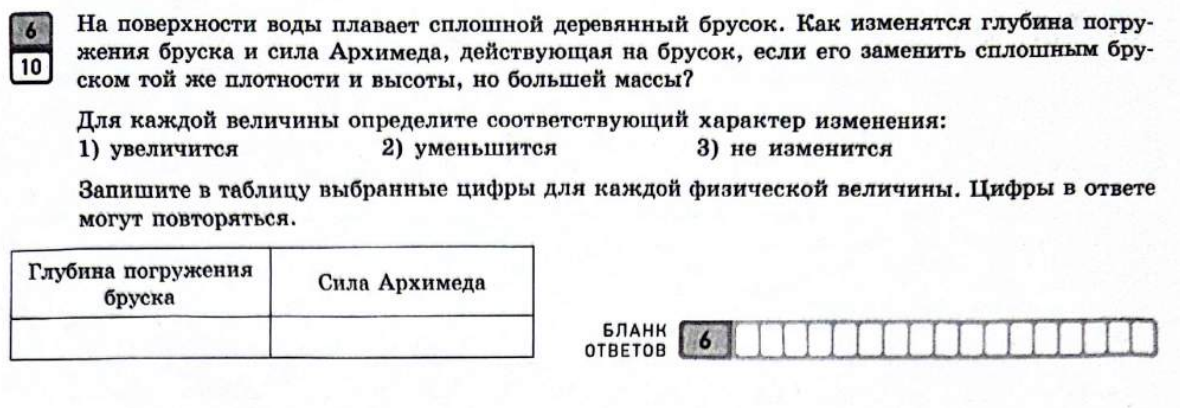 6
10
На поверхности воды плавает сплошной деревянный брусок. Как изменятся глубина погру-
жения бруска и сила Архимеда, действующая на брусок, если его заменить сплошным бру-
ском той же плотности и высоты, но большей массы?
Для каждой величины определите соответствующий характер изменения:
1) увеличится 2) уменьшится 3) не изменится
Запишите в таблицу выбранные цифры для каждой физической величины. Цифры в ответе
могут повторяться.
Глубина погружения
бруска
Сила Архимеда
БЛАНК
ОТВЕТОВ
6